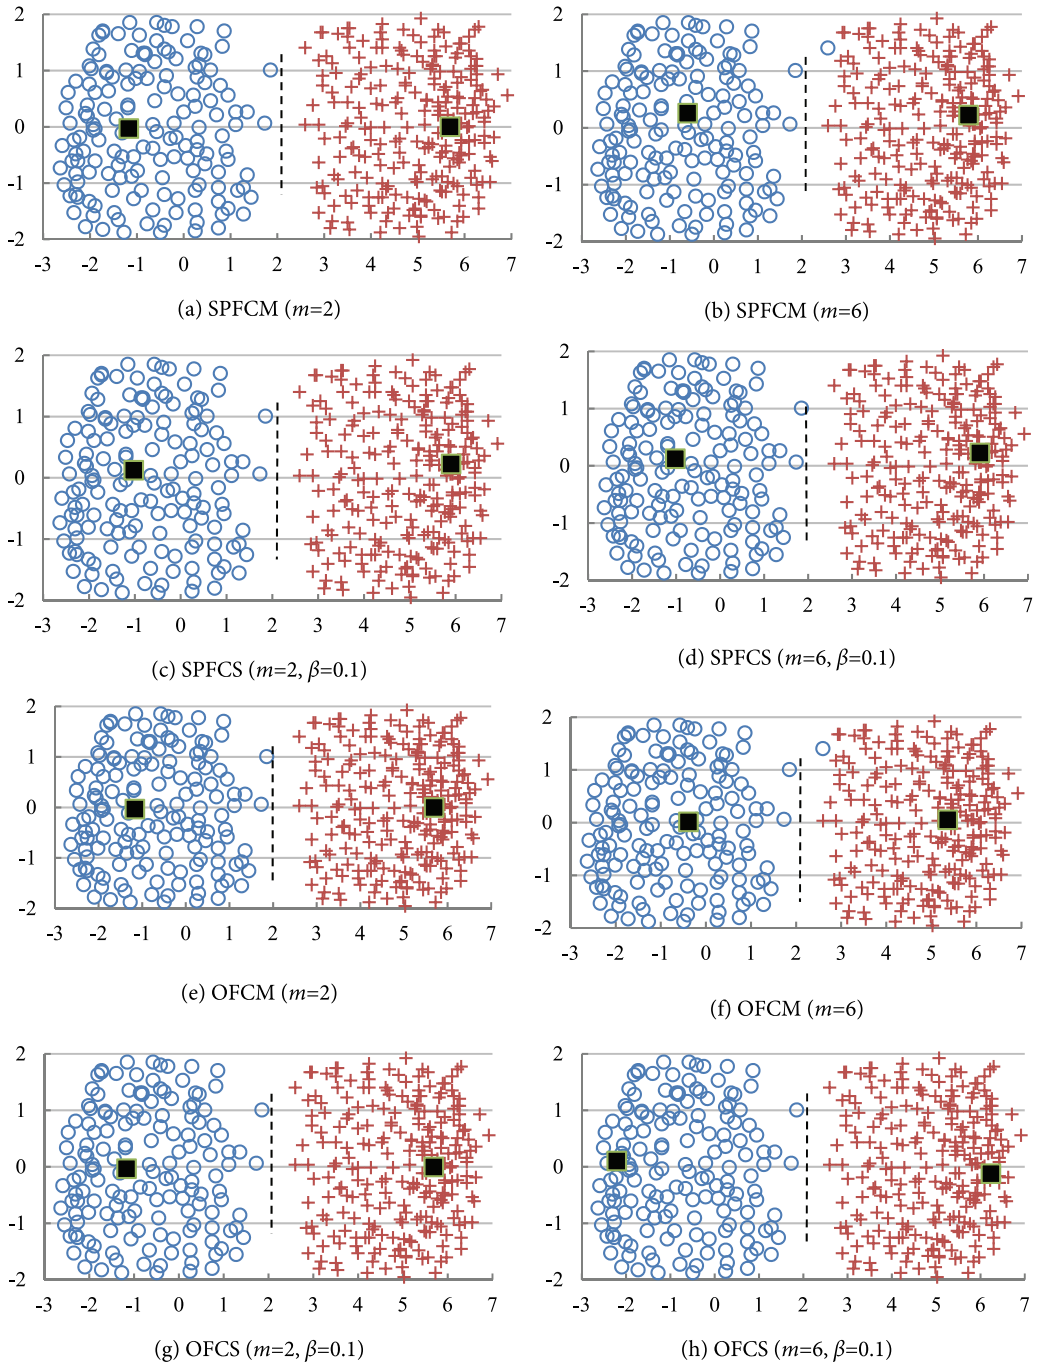 2
1
0
-1
-2
-3 -2 -1 0 1 2 3 4 5 6 7
(a) SPFCM (m=2)
2
1
0
-1
-2
-3 -2 -1 0 1 2 3 4 5 6 7
(b) SPFCM (m=6)
2
1
0
-1
-2
-3 -2 -1 0 1 2 3 4 5 6 7
(c) SPFCS (m=2, β=0.1)
2
1
0
-1
-2
-3 -2 -1 0 1 2 3 4 5 6 7
(d) SPFCS (m=6, β=0.1)
2
1
0
-1
-2
-3 -2 -1 0 1 2 3 4 5 6 7
(e) OFCM (m=2)
2
1
0
-1
-2
-3 -2 -1 0 1 2 3 4 5 6 7
(f) OFCM (m=6)
2
1
0
-1
-2
-3 -2 -1 0 1 2 3 4 5 6 7
(g) OFCS (m=2, β=0.1)
2
1
0
-1
-2
-3 -2 -1 0 1 2 3 4 5 6 7
(h) OFCS (m=6, β=0.1)